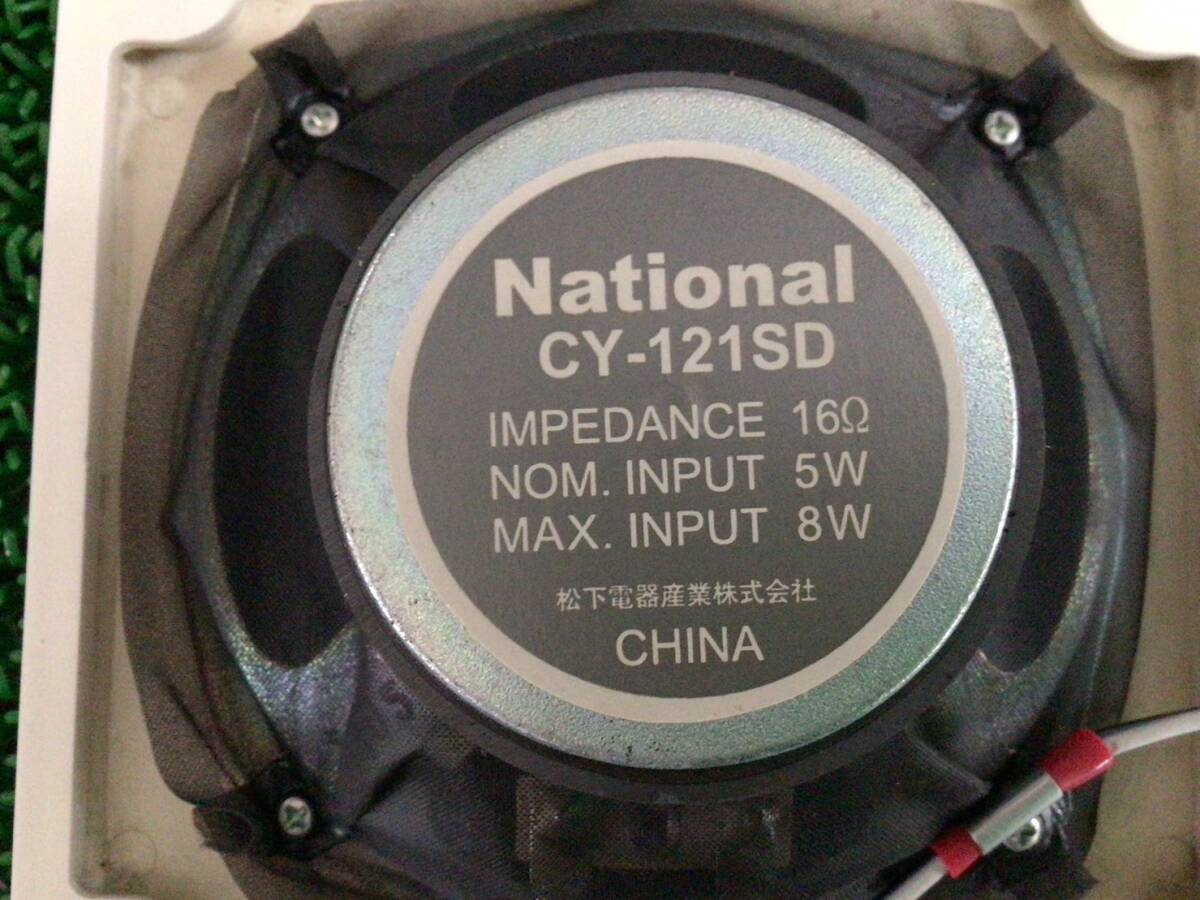 National
CY-121SD
IMPEDANCE 16Ω
NOM. INPUT 5W
MAX. INPUT 8W
松下電器産業株式会社
CHINA